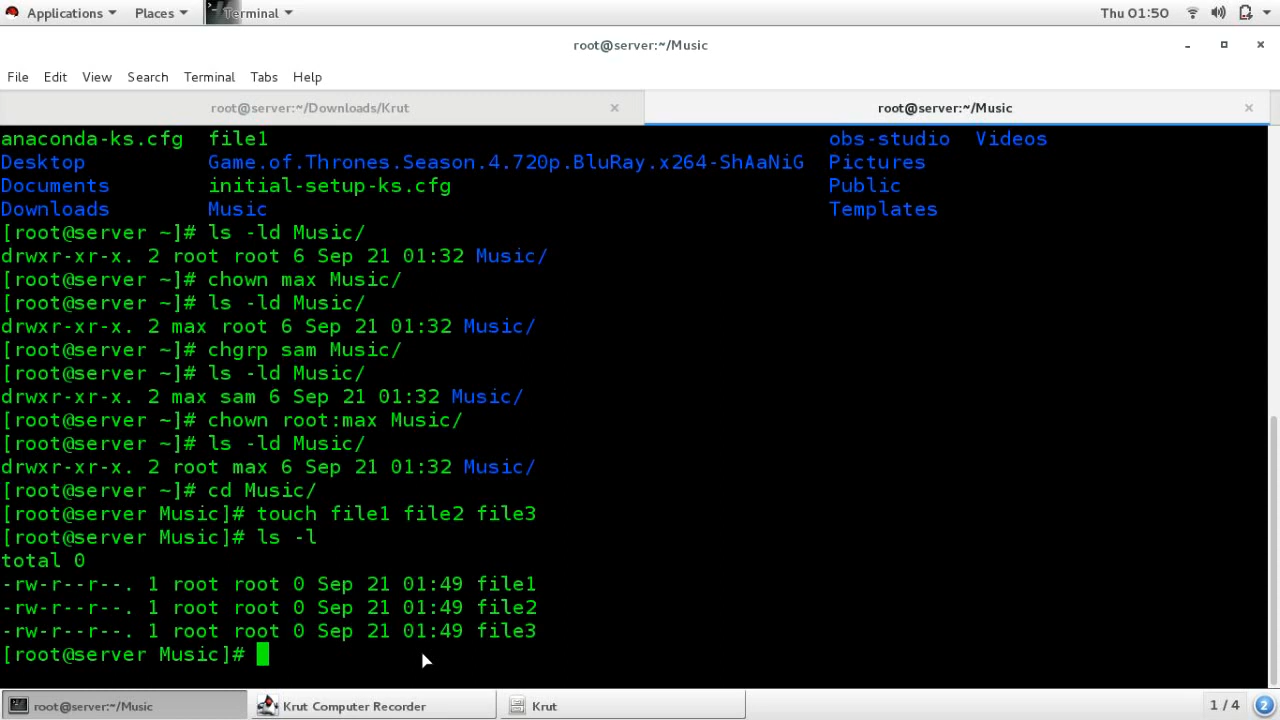 Applications Places Terminal Thu 01:50
root@server:~/Music
File Edit View Search Terminal Tabs Help
root@server:~/Downloads/Krut root@server:~/Music
anaconda-ks.cfg file1 obs-studio Videos
Desktop Game.of.Thrones.Season.4.720p.BluRay.x264-ShAaNiG Pictures
Documents initial-setup-ks.cfg Public
Downloads Music Templates
[root@server ~]# ls -ld Music/
drwxr-xr-x. 2 root root 6 Sep 21 01:32 Music/
[root@server ~]# chown max Music/
[root@server ~]# ls -ld Music/
drwxr-xr-x. 2 max root 6 Sep 21 01:32 Music/
[root@server ~]# chgrp sam Music/
[root@server ~]# ls -ld Music/
drwxr-xr-x. 2 max sam 6 Sep 21 01:32 Music/
[root@server ~]# chown root:max Music/
[root@server ~]# ls -ld Music/
drwxr-xr-x. 2 root max 6 Sep 21 01:32 Music/
[root@server ~]# cd Music/
[root@server Music]# touch file1 file2 file3
[root@server Music]# ls -l
total 0
-rw-r--r--. 1 root root 0 Sep 21 01:49 file1
-rw-r--r--. 1 root root 0 Sep 21 01:49 file2
-rw-r--r--. 1 root root 0 Sep 21 01:49 file3
[root@server Music]#
root@server:~/Music Krut Computer Recorder Krut 1 / 4 2